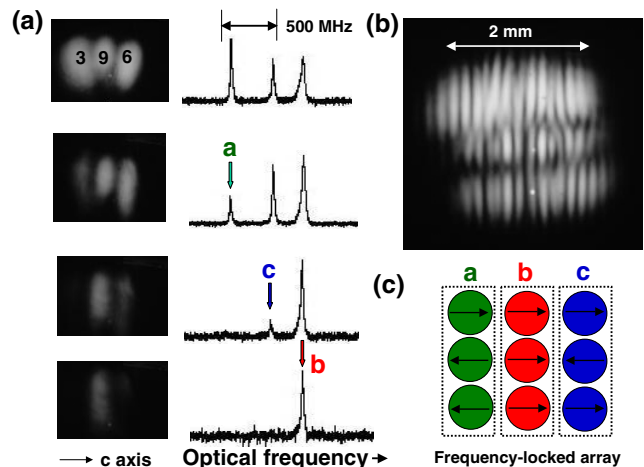 (a)
3 9 6
500 MHz
a
c
b
c axis
Optical frequency
(b)
2 mm
(c)
a b c
Frequency-locked array